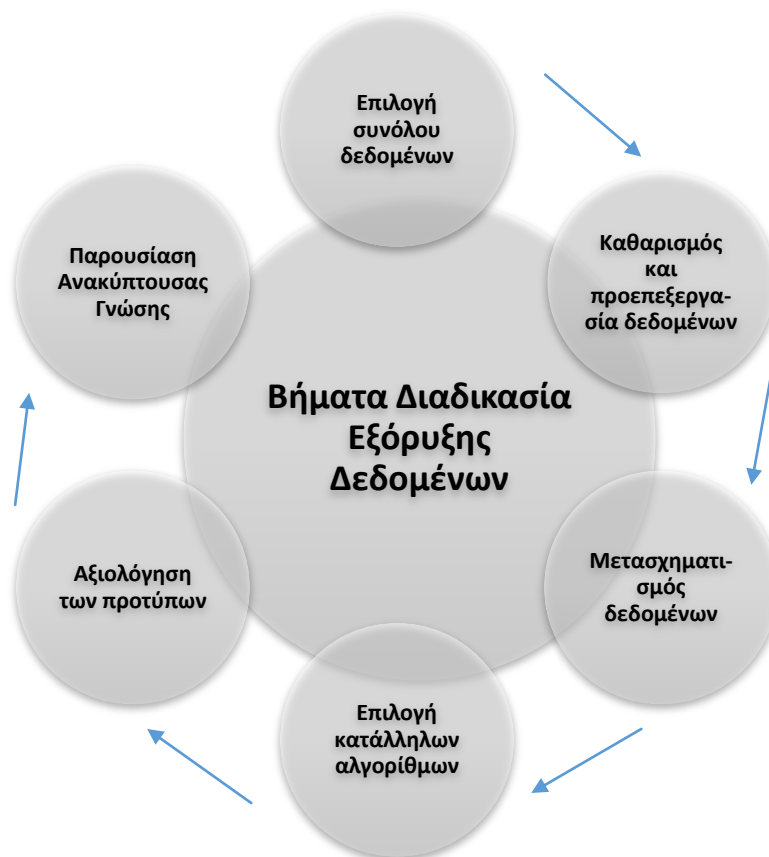 Επιλογή
συνόλου
δεδομένων
Καθαρισμός
και
προεπεξεργα-
σία δεδομένων
Μετασχηματι-
σμός
δεδομένων
Επιλογή
κατάλληλων
αλγορίθμων
Αξιολόγηση
των προτύπων
Παρουσίαση
Ανακύπτουσας
Γνώσης
Βήματα Διαδικασία
Εξόρυξης
Δεδομένων